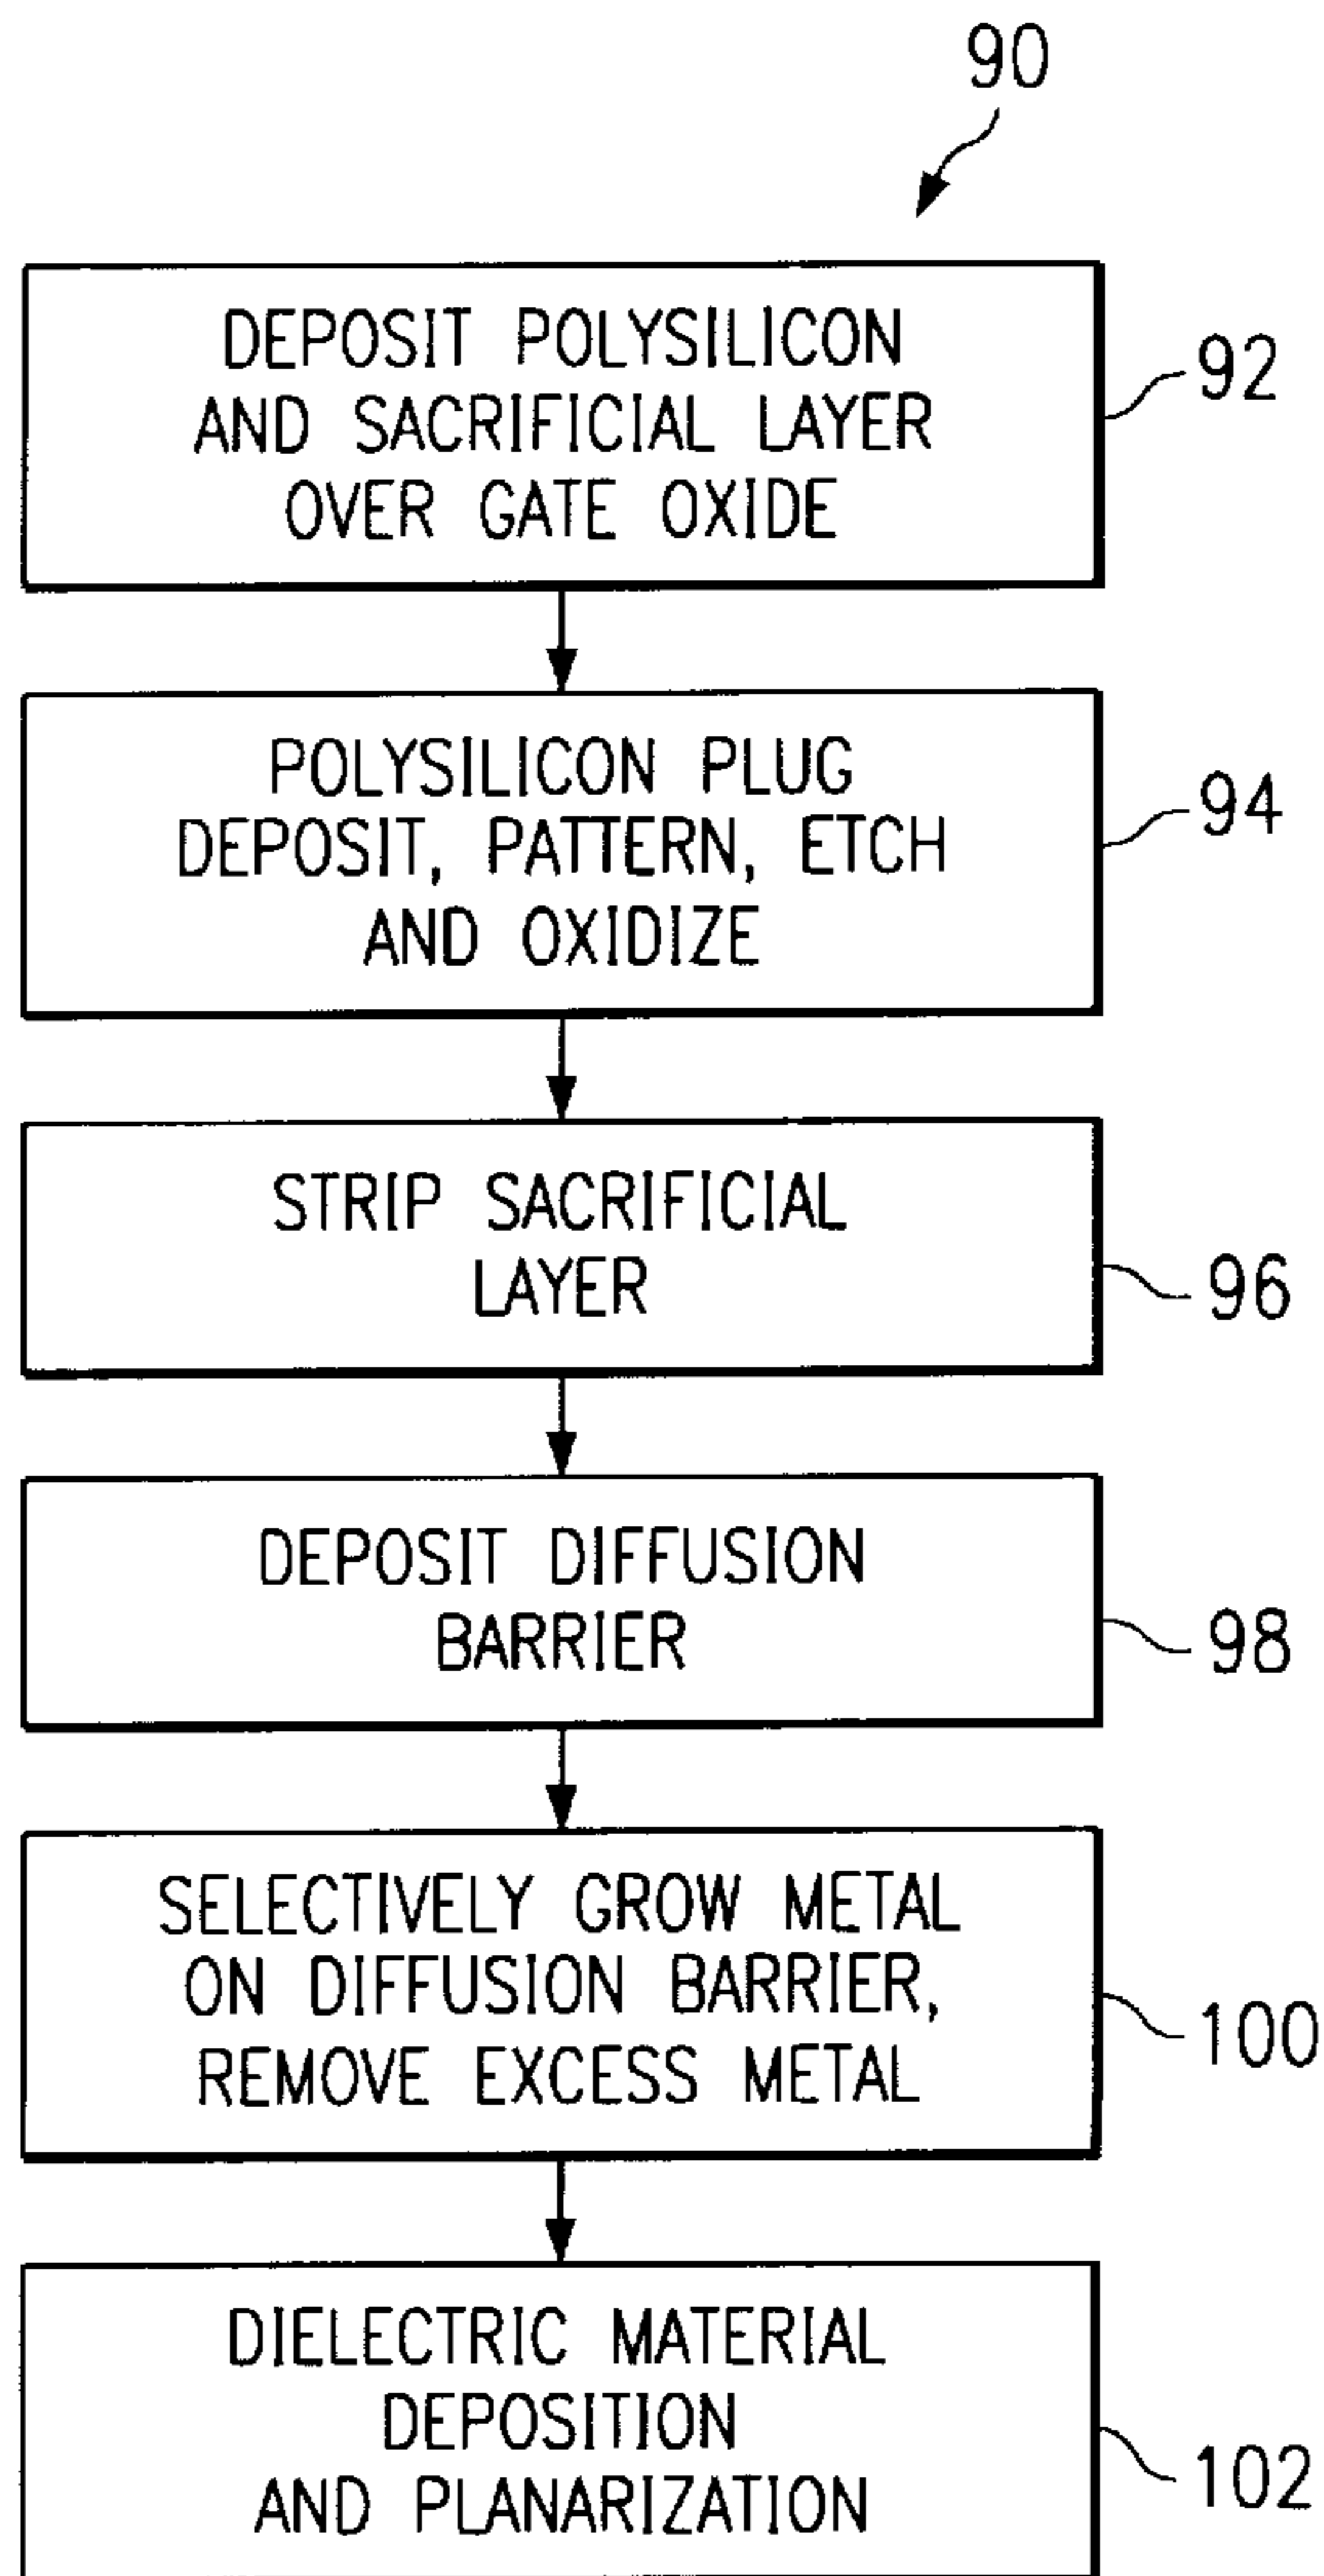 90
DEPOSIT POLYSILICON
AND SACRIFICIAL LAYER
OVER GATE OXIDE
92
POLYSILICON PLUG
DEPOSIT, PATTERN, ETCH
AND OXIDIZE
94
STRIP SACRIFICIAL
LAYER
96
DEPOSIT DIFFUSION
BARRIER
98
SELECTIVELY GROW METAL
ON DIFFUSION BARRIER,
REMOVE EXCESS METAL
100
DIELECTRIC MATERIAL
DEPOSITION
AND PLANARIZATION
102